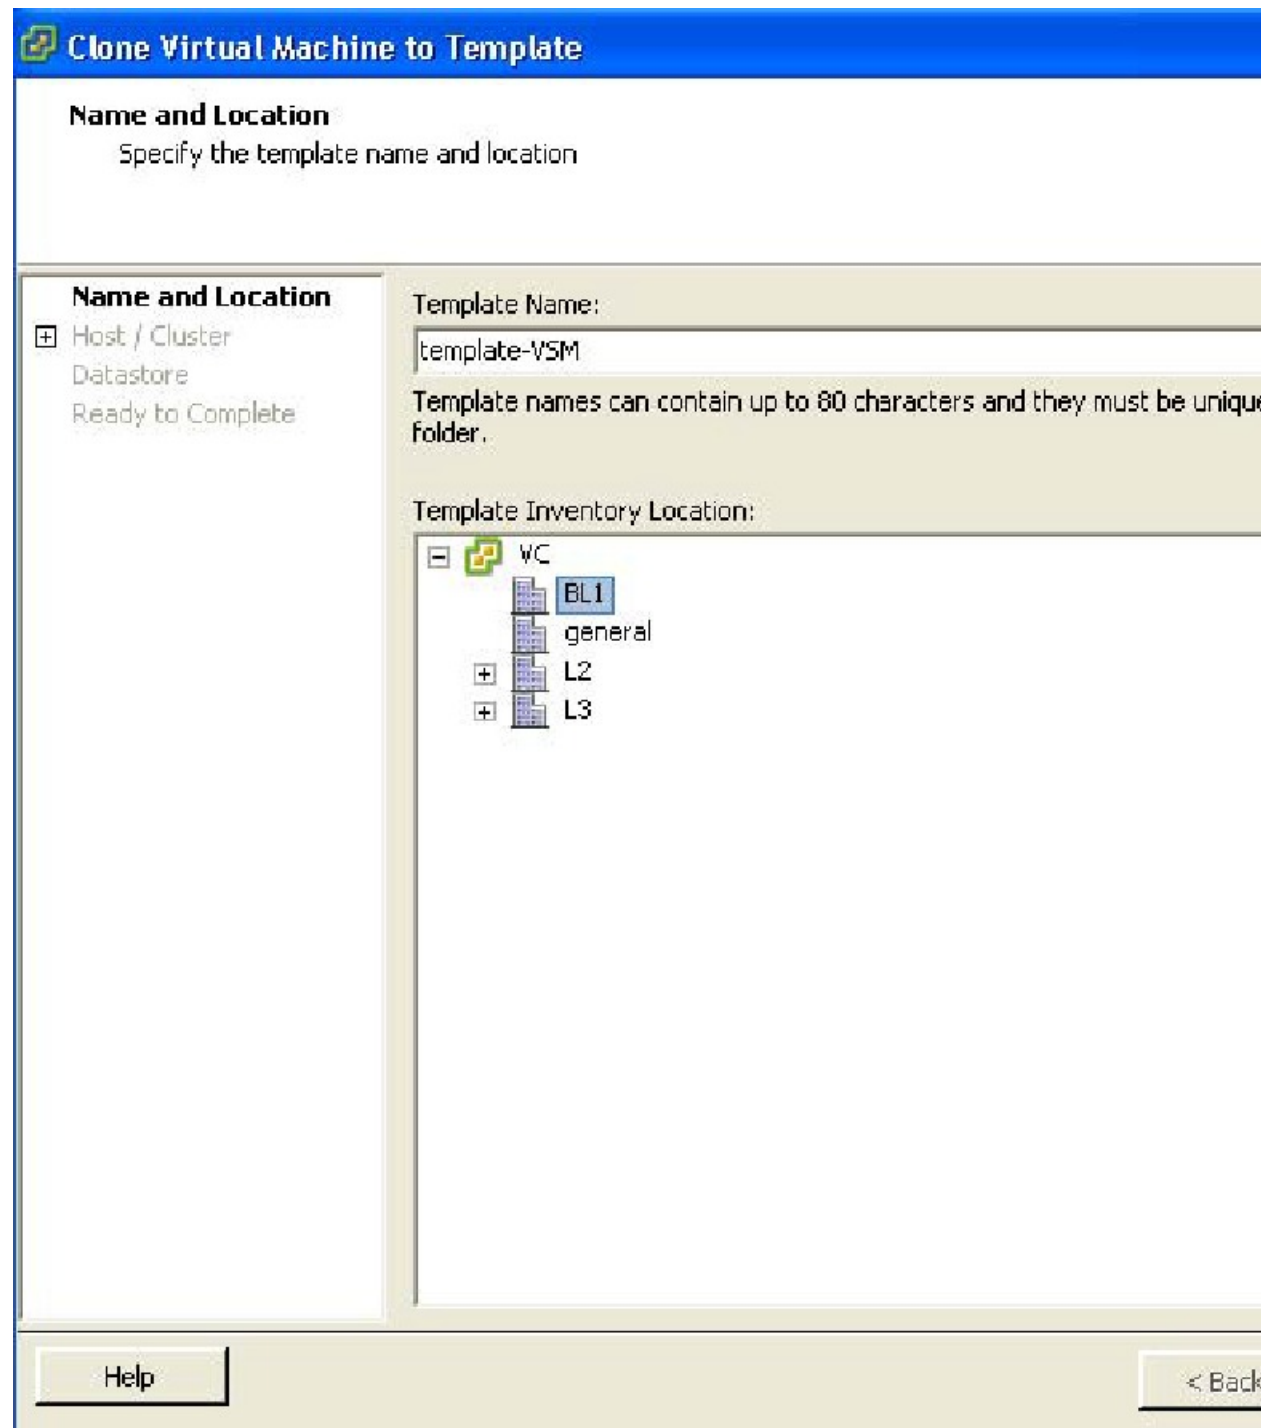 Clone Virtual Machine to Template
Name and Location
Specify the template name and location
Name and Location
Host / Cluster
Datastore
Ready to Complete
Template Name:
template-VSM
Template names can contain up to 80 characters and they must be unique
folder.
Template Inventory Location:
VC
BL1
general
L2
L3
Help
< Back